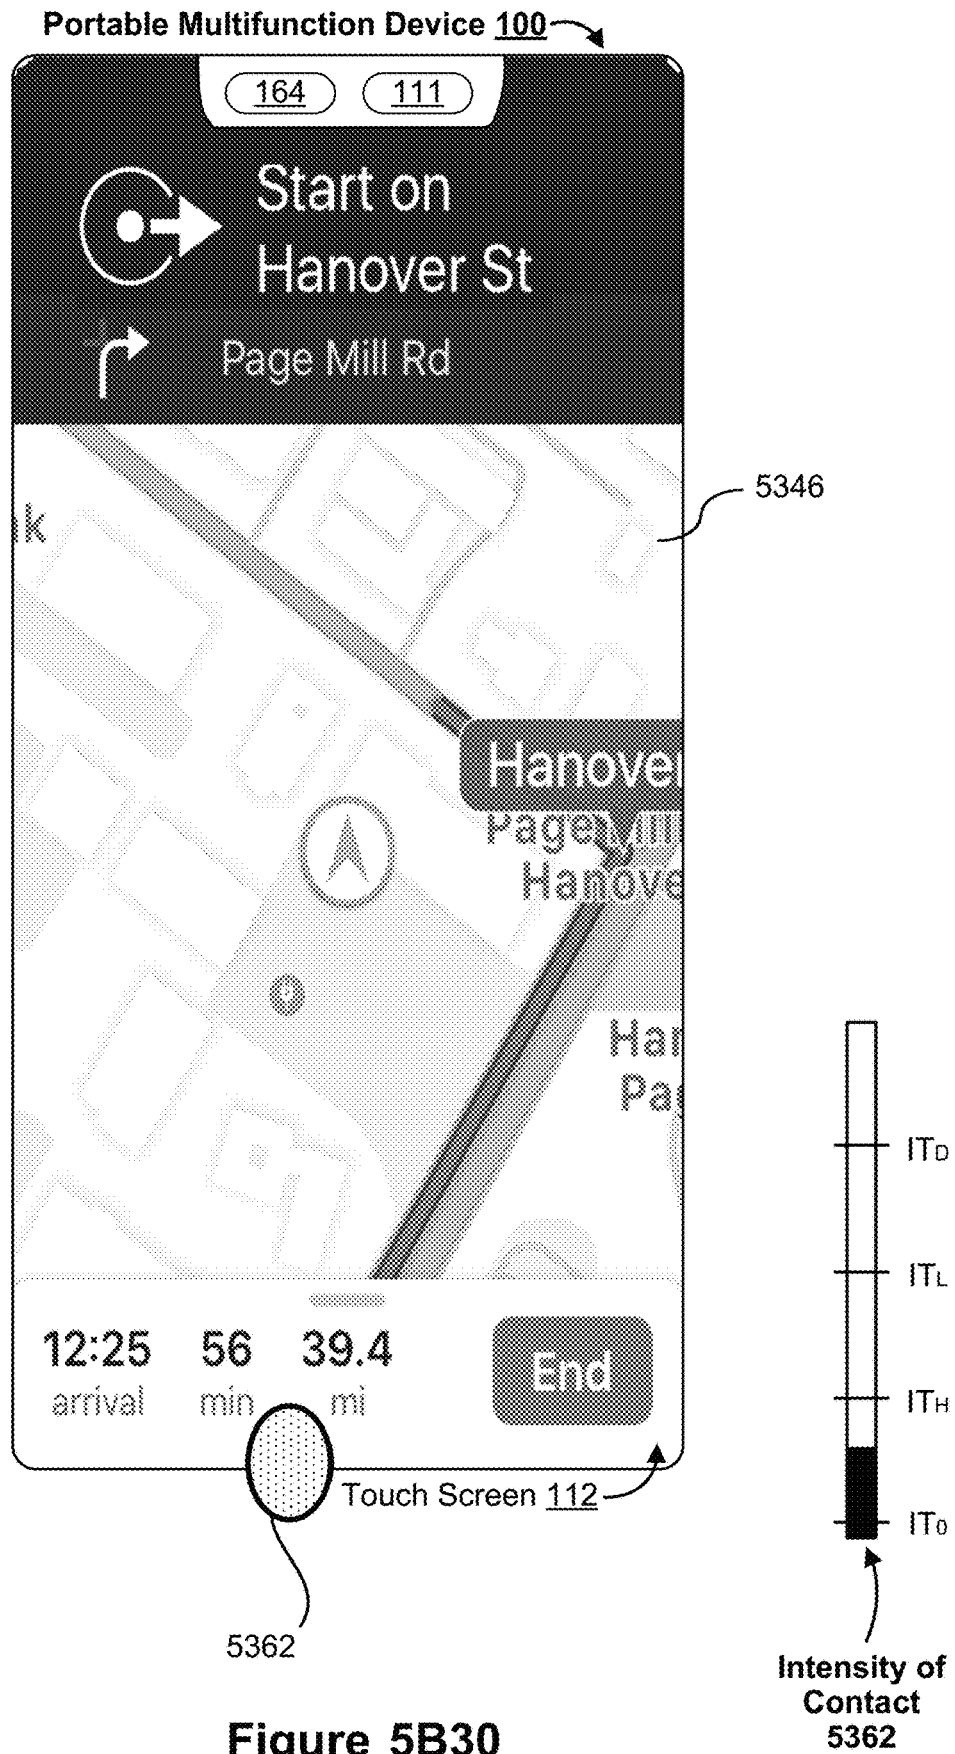 Portable Multifunction Device 100
164 111
Start on
Hanover St
Page Mill Rd
5346
k
Hanover
Page Mill
Hanove
Har
Pag
ITD
ITL
ITH
IT0
12:25 56 39.4
arrival min mi
End
Touch Screen 112
5362
Intensity of
Contact
5362
Figure 5B30